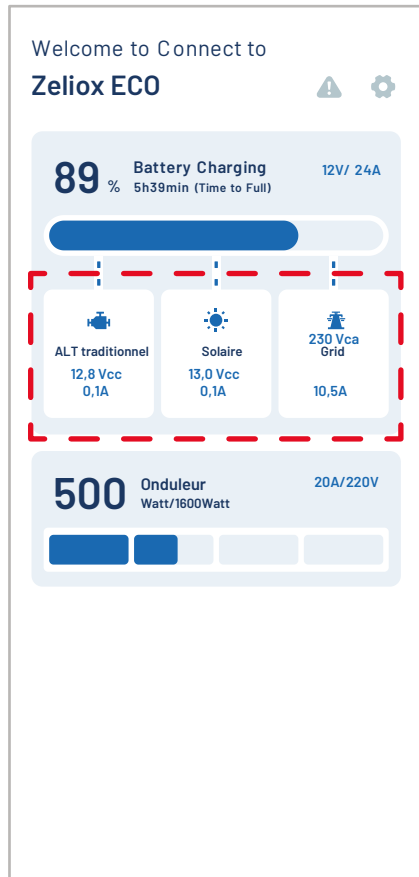 Welcome to Connect to
Zeliox ECO
89 %
Battery Charging
5h39min (Time to Full)
12V/ 24A
ALT traditionnel
12,8 Vcc
0,1A
Solaire
13,0 Vcc
0,1A
230 Vca
Grid
10,5A
500
Onduleur
Watt/1600Watt
20A/220V